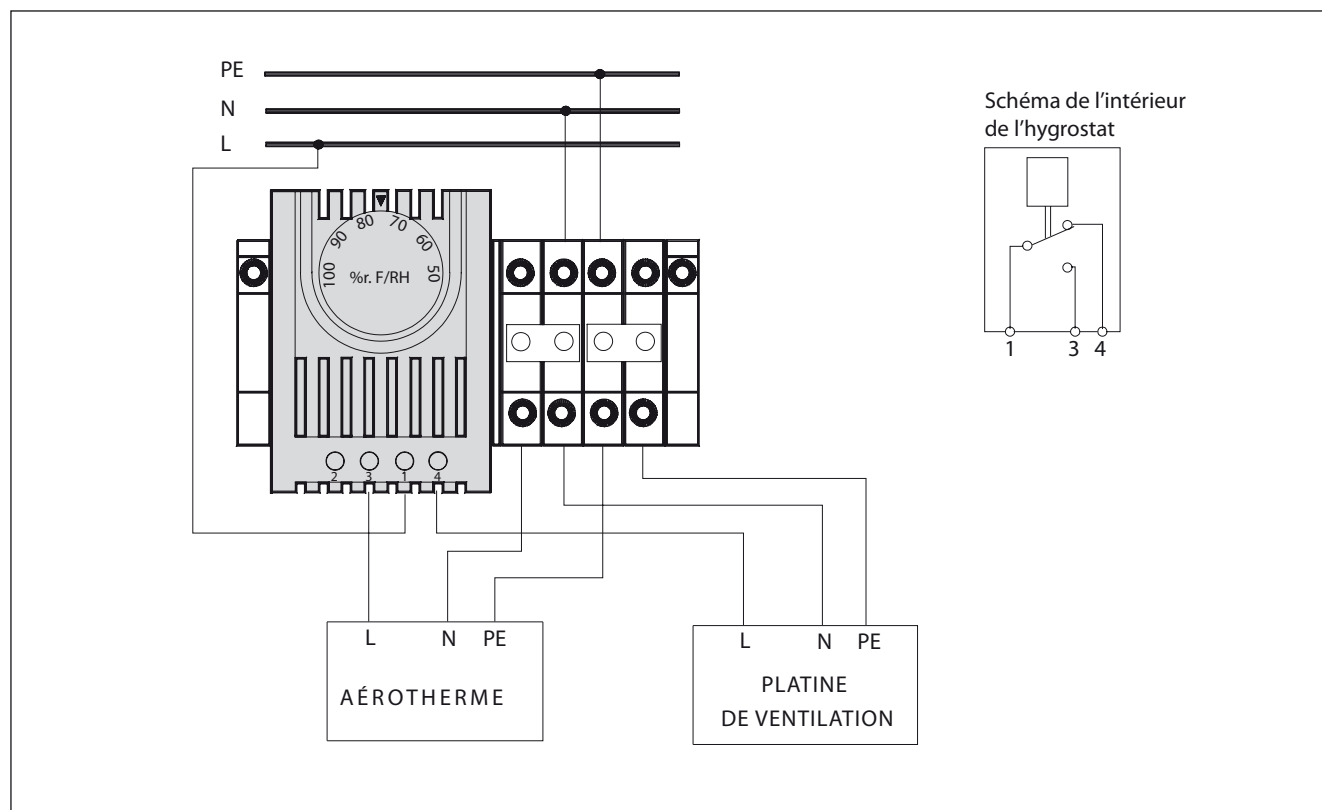 PE
N
L
Schéma de l’intérieur
de l’hygrostat
1 3 4
100 90 80 70 60 50
%r. F/RH
2 3 1 4
L N PE
AÉROTHERME
L N PE
PLATINE
DE VENTILATION